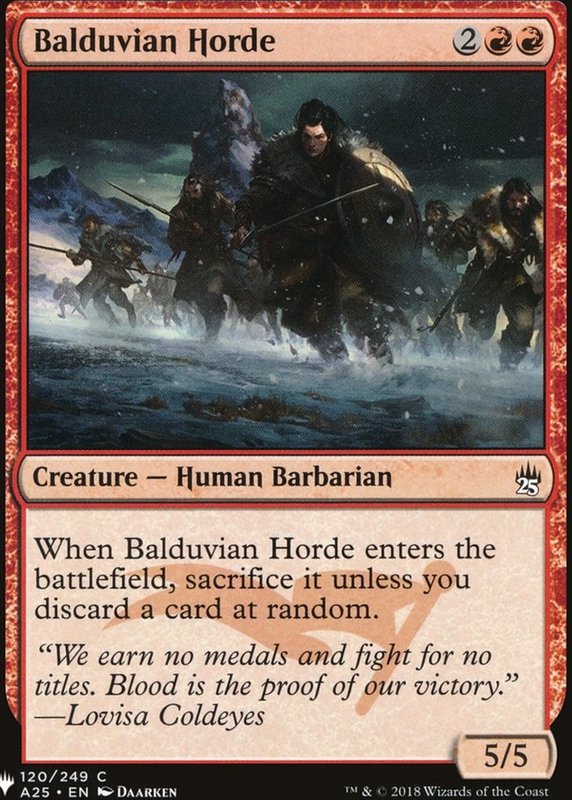 Balduvian Horde 2
Creature — Human Barbarian
25
When Balduvian Horde enters the
battlefield, sacrifice it unless you
discard a card at random.
“We earn no medals and fight for no
titles. Blood is the proof of our victory.”
—Lovisa Coldeyes
5/5
120/249 C
A25 • EN Daarken
™ & © 2018 Wizards of the Coast